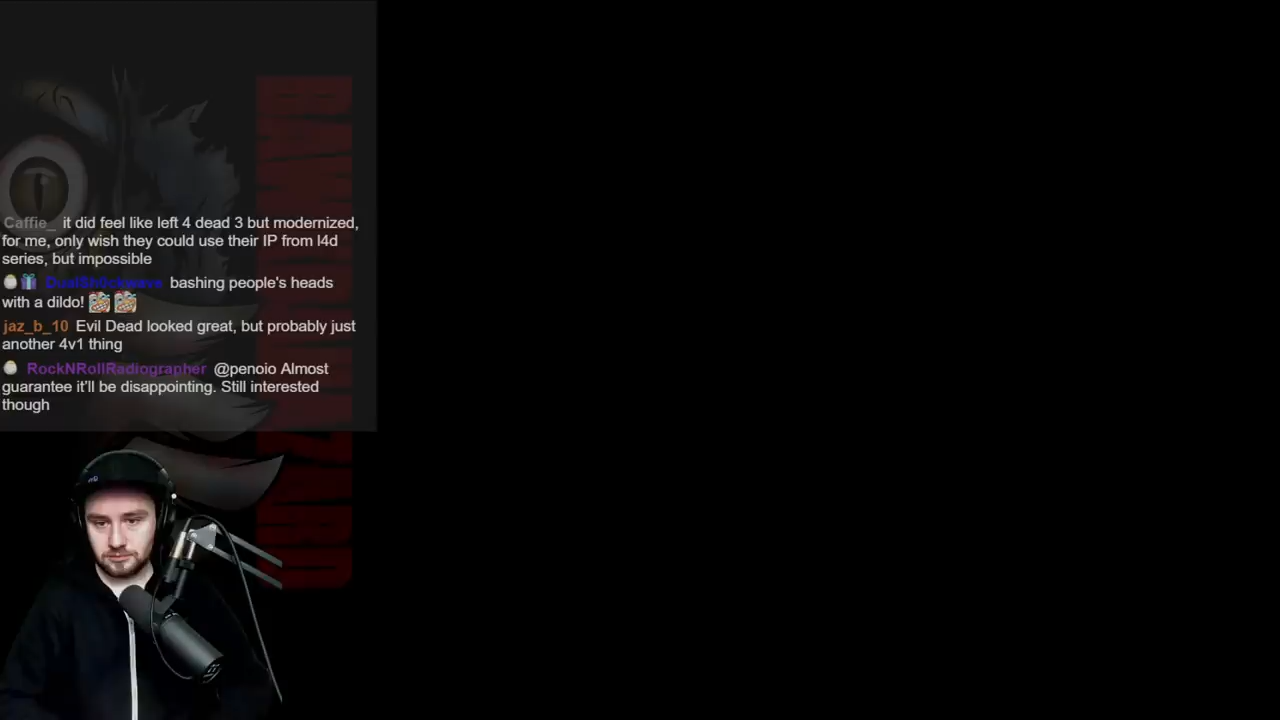 Caffie_ it did feel like left 4 dead 3 but modernized,
for me, only wish they could use their IP from l4d
series, but impossible
DualSh0ckwave bashing people's heads
with a dildo!
jaz_b_10 Evil Dead looked great, but probably just
another 4v1 thing
RockNRollRadiographer @penoio Almost
guarantee it'll be disappointing. Still interested
though